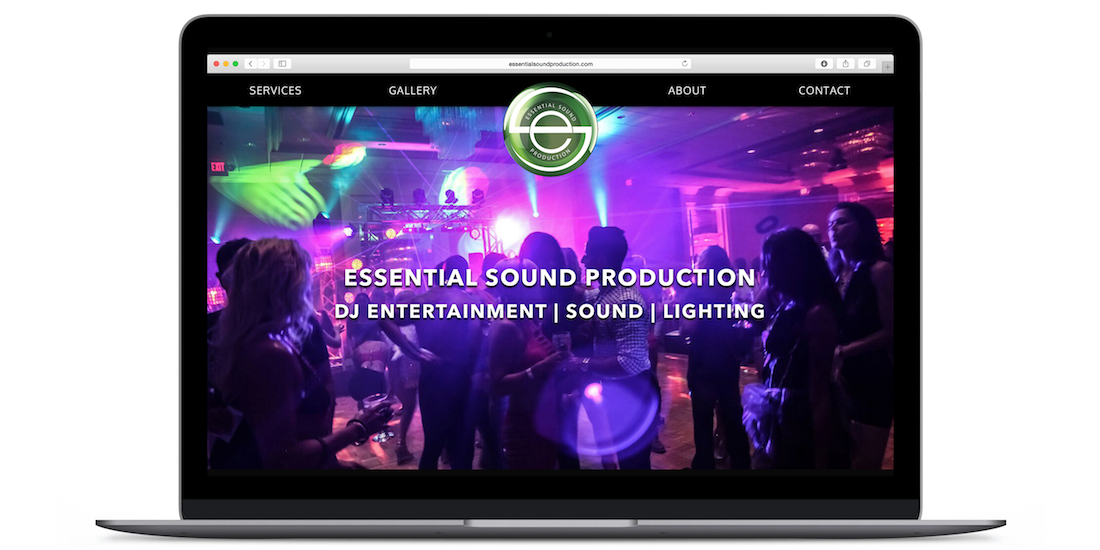 essentialsoundproduction.com
SERVICES
GALLERY
ESSENTIAL SOUND
e
PRODUCTION
ABOUT
CONTACT
EXIT
ESSENTIAL SOUND PRODUCTION
DJ ENTERTAINMENT | SOUND | LIGHTING